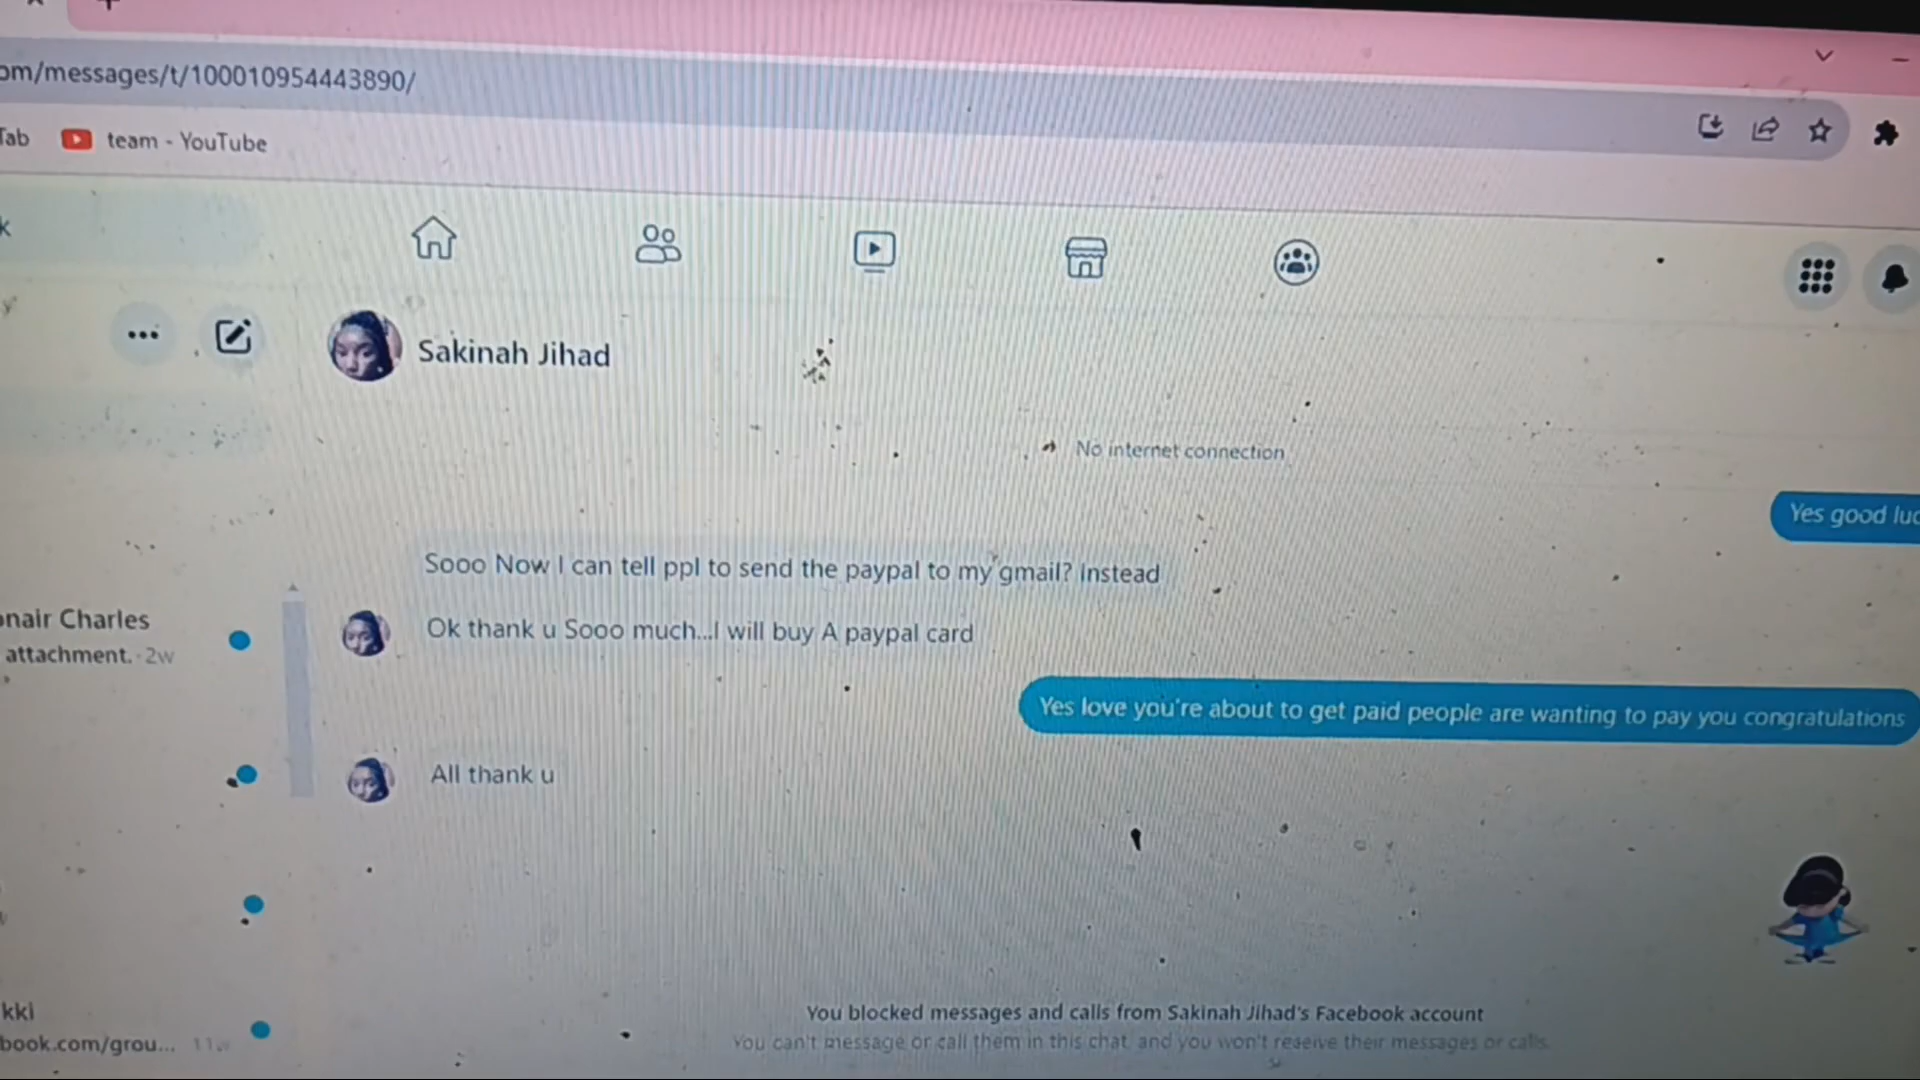 om/messages/t/100010954443890/
Tab
team - YouTube
k
y
Sakinah Jihad
No internet connection
Yes good luc
Sooo Now I can tell ppl to send the paypal to my gmail? Instead
onair Charles
attachment. · 2w
Ok thank u Sooo much...I will buy A paypal card
Yes love you're about to get paid people are wanting to pay you congratulations
All thank u
kki
book.com/grou...
You blocked messages and calls from Sakinah Jihad's Facebook account
You can't message or call them in this chat, and you won't receive their messages or calls.